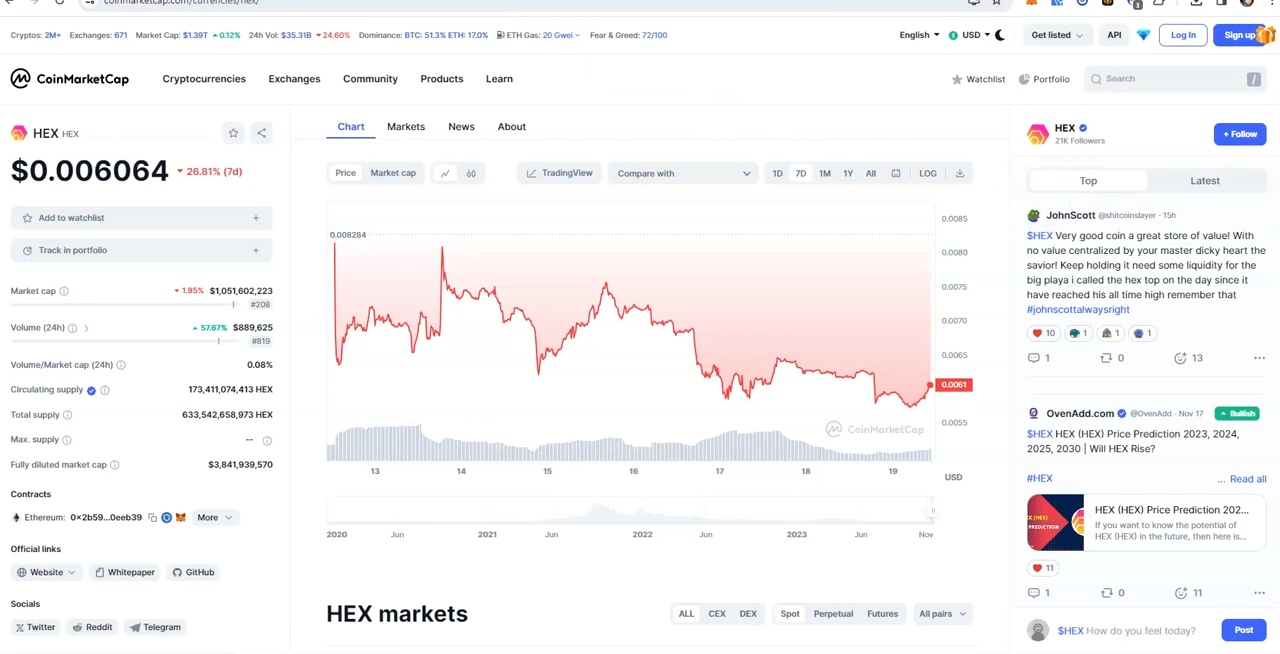 coinmarketcap.com/currencies/hex/
3
Cryptos: 2M+ Exchanges: 671 Market Cap: $1.39T 0.12% 24h Vol: $35.31B 24.60% Dominance: BTC: 51.3% ETH: 17.0% ETH Gas: 20 Gwei Fear & Greed: 72/100
English USD Get listed API Log In Sign up
CoinMarketCap Cryptocurrencies Exchanges Community Products Learn
Watchlist Portfolio Search /
HEX HEX
$0.006064 26.81% (7d)
Add to watchlist +
Track in portfolio +
Market cap 1.95% $1,051,602,223
#208
Volume (24h) 57.67% $889,625
#819
Volume/Market cap (24h) 0.08%
Circulating supply 173,411,074,413 HEX
Total supply 633,542,658,973 HEX
Max. supply --
Fully diluted market cap $3,841,939,570
Contracts
Ethereum: 0x2b59...0eeb39 More
Official links
Website Whitepaper GitHub
Socials
Twitter Reddit Telegram
Chart Markets News About
Price Market cap TradingView Compare with 1D 7D 1M 1Y All LOG
0.008284
0.0085
0.0080
0.0075
0.0070
0.0065
0.0061
0.0055
CoinMarketCap
13 14 15 16 17 18 19
USD
2020 Jun 2021 Jun 2022 Jun 2023 Jun Nov
HEX markets
ALL CEX DEX Spot Perpetual Futures All pairs
HEX
21K Followers
+ Follow
Top Latest
JohnScott @shitcoinslayer · 15h
$HEX Very good coin a great store of value! With
no value centralized by your master dicky heart the
savior! Keep holding it need some liquidity for the
big playa i called the hex top on the day since it
have reached his all time high remember that
#johnscottalwaysright
10 1 1 1
1 0 13
OvenAdd.com @OvenAdd · Nov 17 Bullish
$HEX HEX (HEX) Price Prediction 2023, 2024,
2025, 2030 | Will HEX Rise?
#HEX ... Read all
HEX (HEX) Price Prediction 202...
If you want to know the potential of
HEX (HEX) in the future, then here is...
11
1 0 11
$HEX How do you feel today? Post